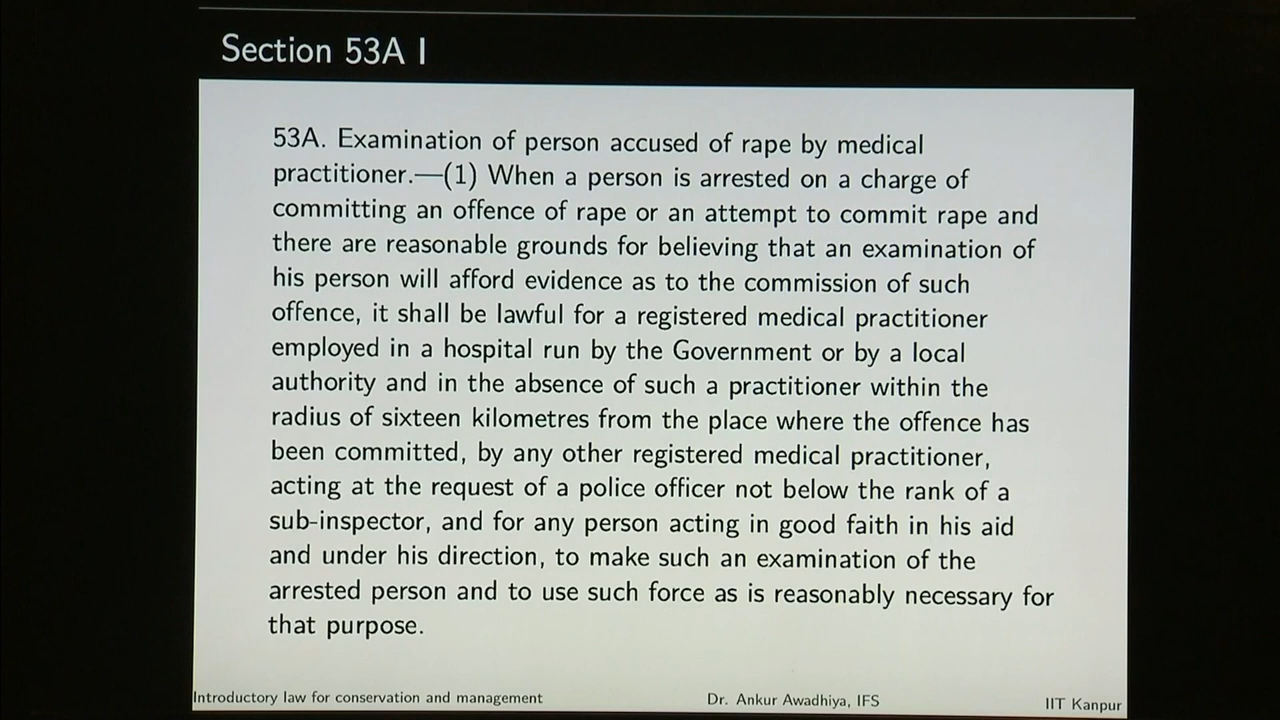 Section 53A I
53A. Examination of person accused of rape by medical
practitioner.—(1) When a person is arrested on a charge of
committing an offence of rape or an attempt to commit rape and
there are reasonable grounds for believing that an examination of
his person will afford evidence as to the commission of such
offence, it shall be lawful for a registered medical practitioner
employed in a hospital run by the Government or by a local
authority and in the absence of such a practitioner within the
radius of sixteen kilometres from the place where the offence has
been committed, by any other registered medical practitioner,
acting at the request of a police officer not below the rank of a
sub-inspector, and for any person acting in good faith in his aid
and under his direction, to make such an examination of the
arrested person and to use such force as is reasonably necessary for
that purpose.
Introductory law for conservation and management Dr. Ankur Awadhiya, IFS IIT Kanpur